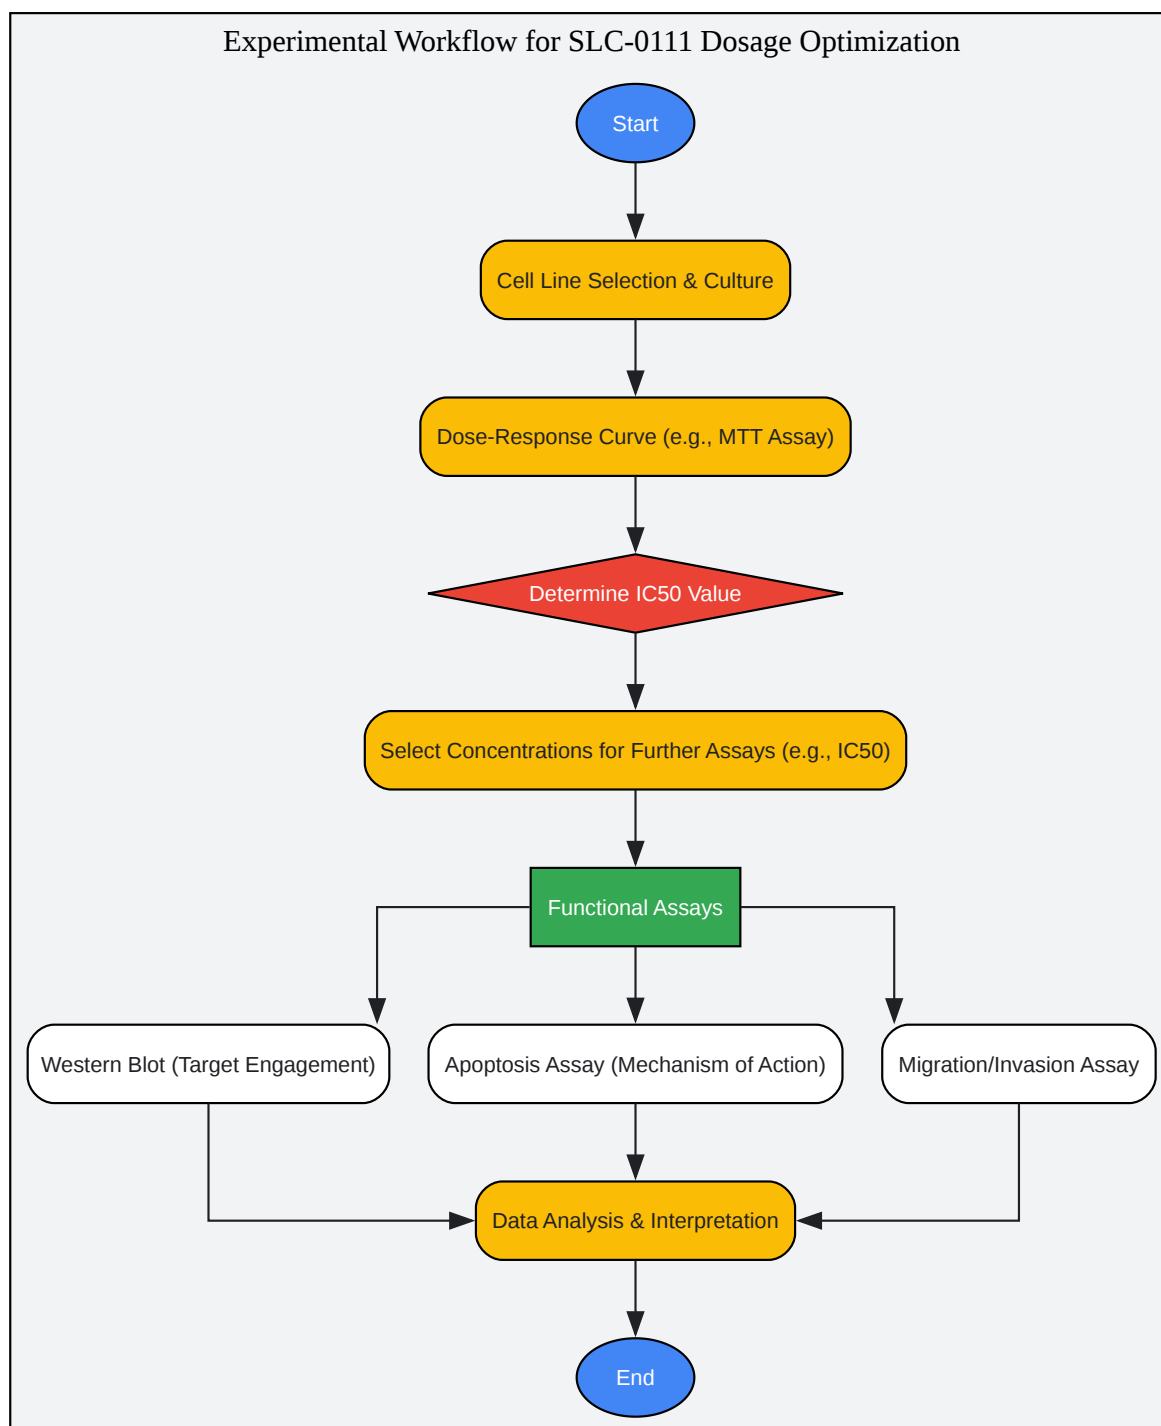 Experimental Workflow for SLC-0111 Dosage Optimization
Start
Cell Line Selection & Culture
Dose-Response Curve (e.g., MTT Assay)
Determine IC50 Value
Select Concentrations for Further Assays (e.g., IC50)
Functional Assays
Western Blot (Target Engagement)
Apoptosis Assay (Mechanism of Action)
Migration/Invasion Assay
Data Analysis & Interpretation
End